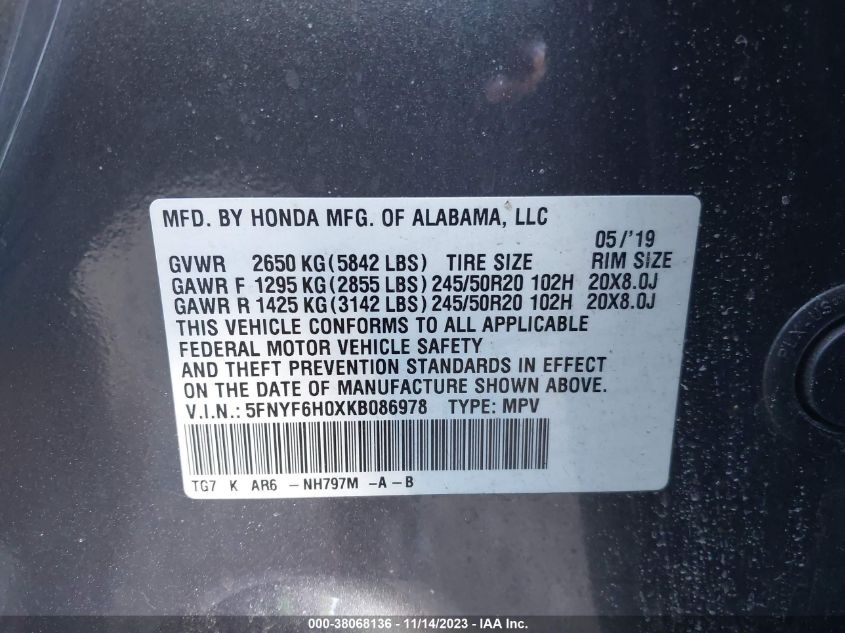 MFD. BY HONDA MFG. OF ALABAMA, LLC
05/'19
GVWR 2650 KG(5842 LBS) TIRE SIZE RIM SIZE
GAWR F 1295 KG(2855 LBS)245/50R20 102H 20X8.0J
GAWR R 1425 KG(3142 LBS)245/50R20 102H 20X8.0J
THIS VEHICLE CONFORMS TO ALL APPLICABLE
FEDERAL MOTOR VEHICLE SAFETY
AND THEFT PREVENTION STANDARDS IN EFFECT
ON THE DATE OF MANUFACTURE SHOWN ABOVE.
V.I.N.: 5FNYF6H0XKB086978 TYPE: MPV
TG7 K AR6 -NH797M -A-B
000-38068136 - 11/14/2023 - IAAI Inc.